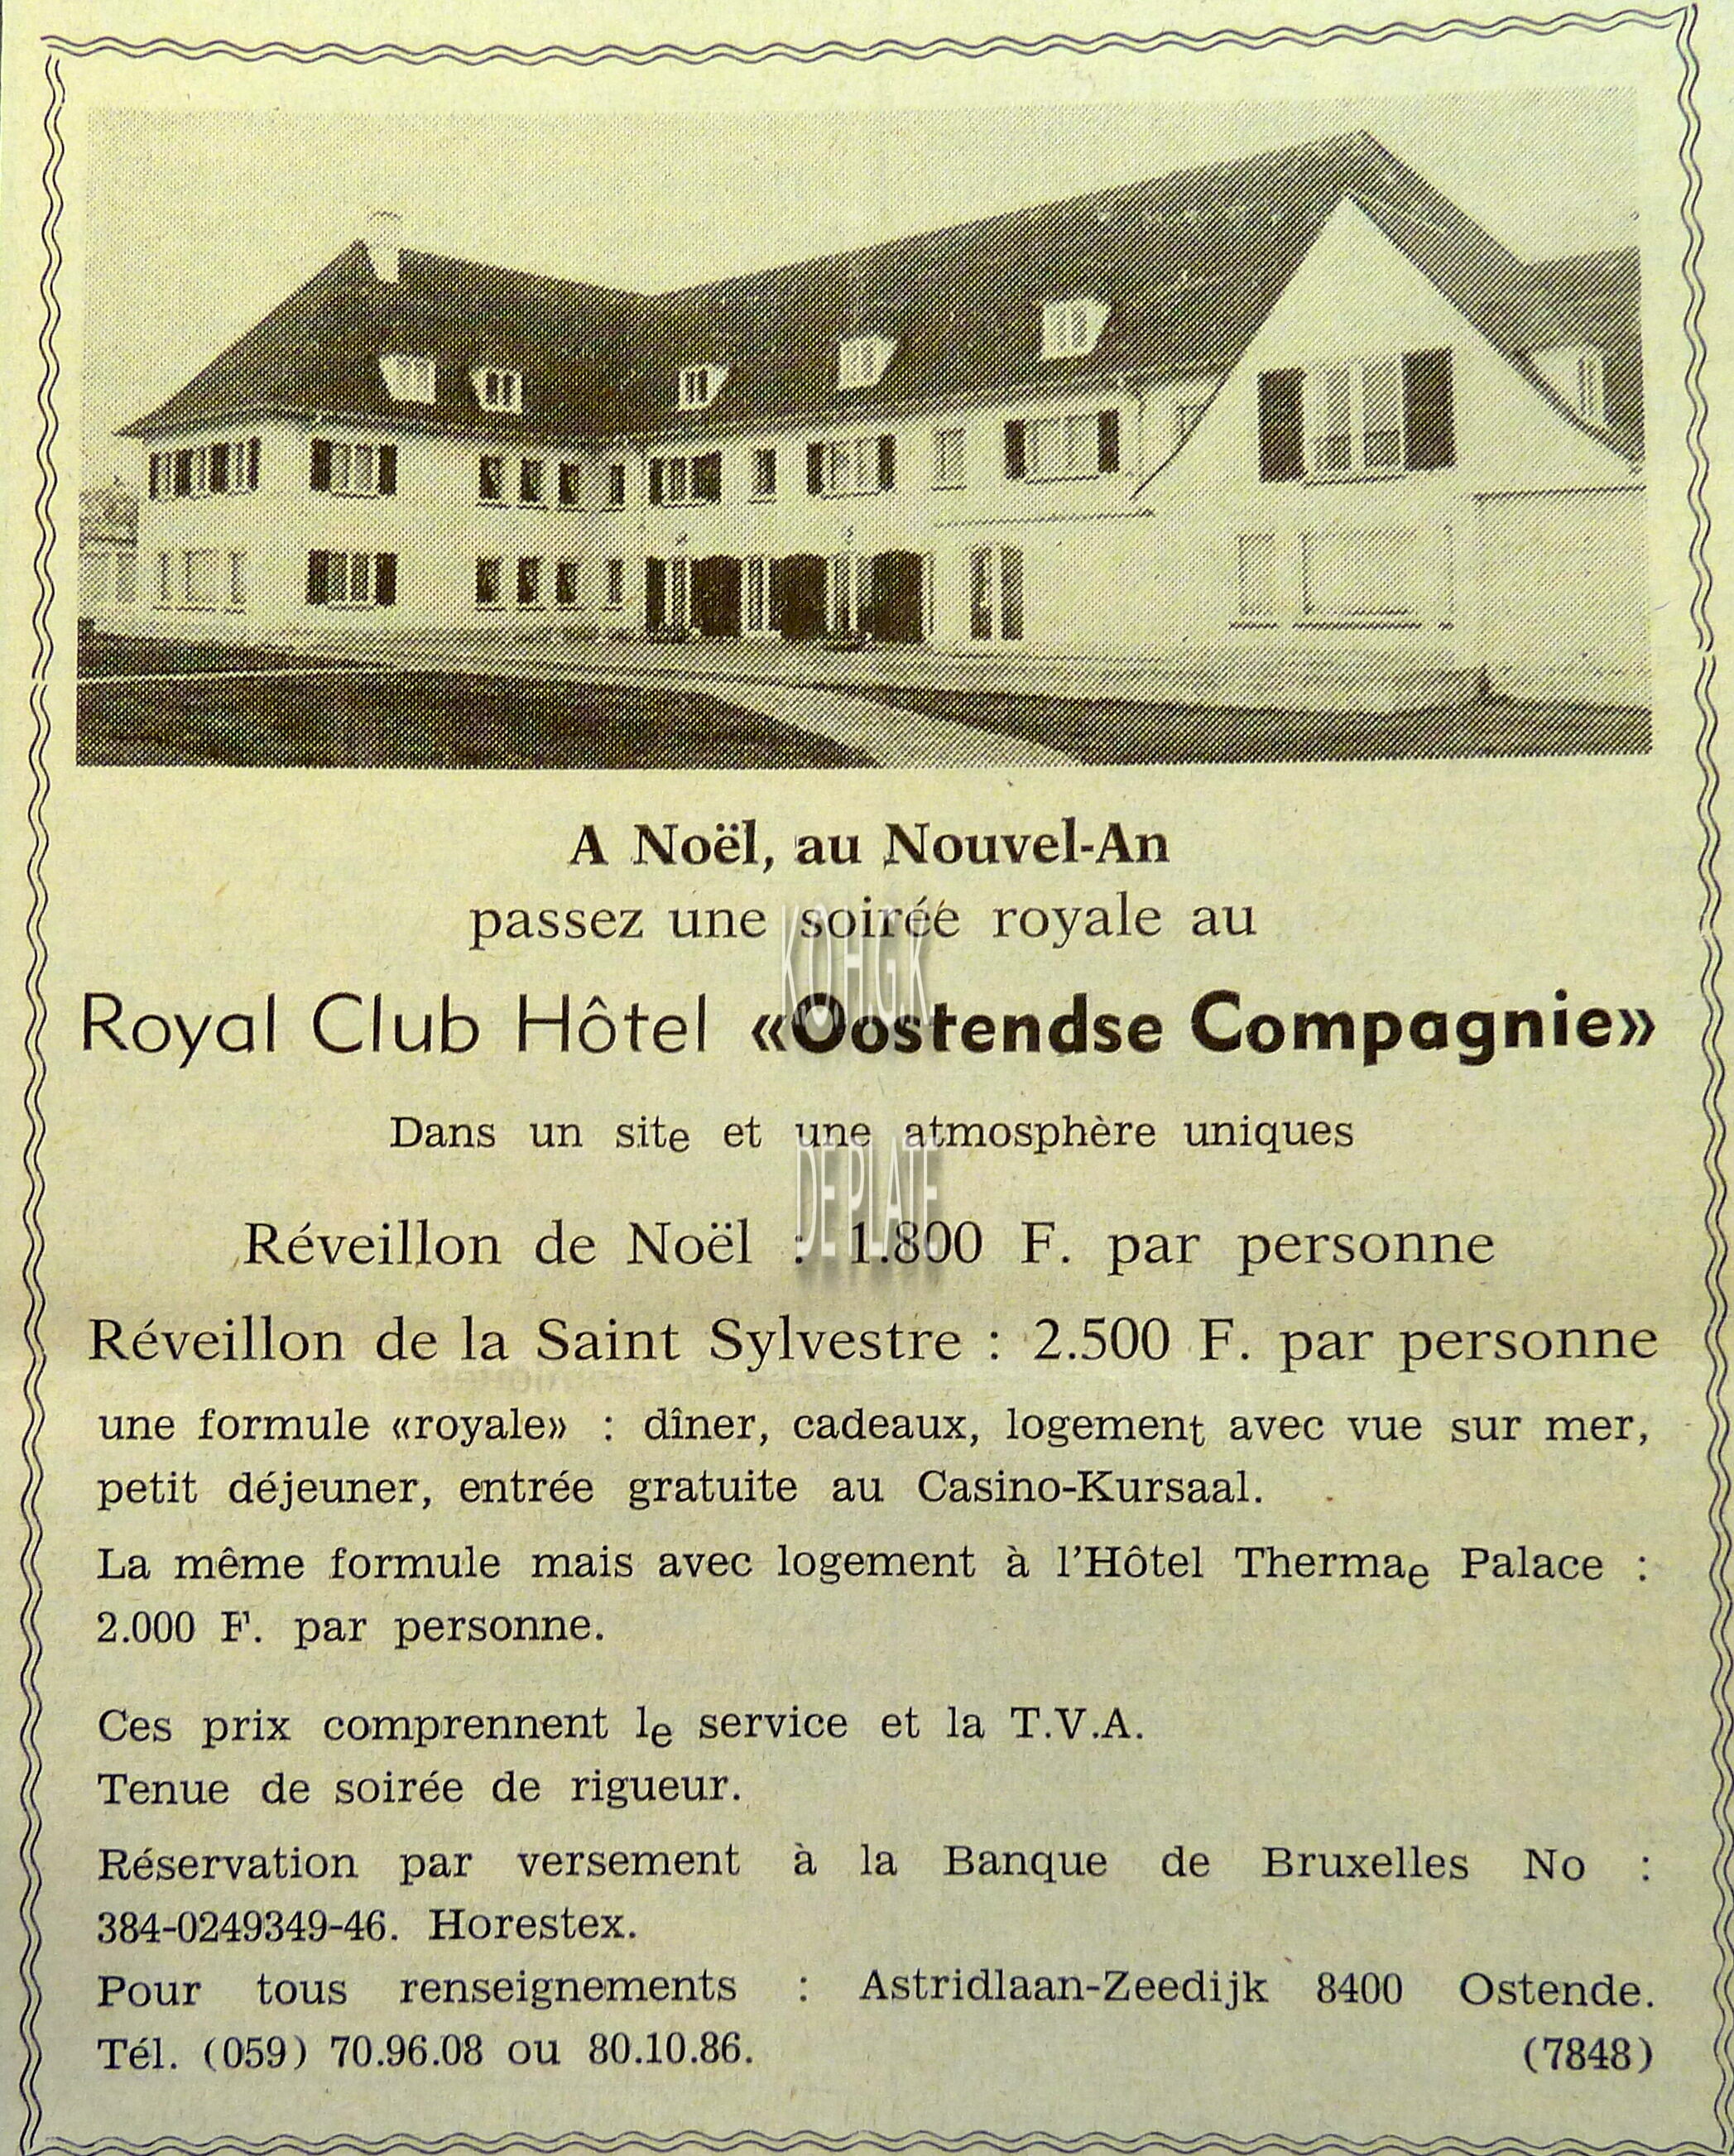 A Noël, au Nouvel-An
passez une soirée royale au
Royal Club Hôtel «Oostendse Compagnie»
Dans un site et une atmosphère uniques
Réveillon de Noël : 1.800 F. par personne
Réveillon de la Saint Sylvestre : 2.500 F. par personne
une formule «royale» : dîner, cadeaux, logement avec vue sur mer,
petit déjeuner, entrée gratuite au Casino-Kursaal.
La même formule mais avec logement à l'Hôtel Thermae Palace :
2.000 F. par personne.
Ces prix comprennent le service et la T.V.A.
Tenue de soirée de rigueur.
Réservation par versement à la Banque de Bruxelles No :
384-0249349-46. Horestex.
Pour tous renseignements : Astridlaan-Zeedijk 8400 Ostende.
Tél. (059) 70.96.08 ou 80.10.86. (7848)
K.O.H.G.K
DE PLATE